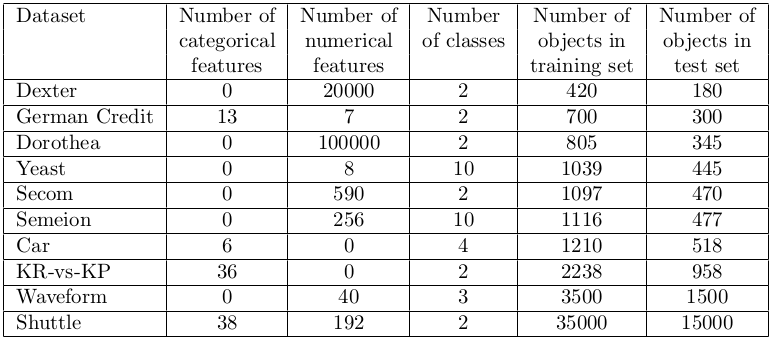 Dataset Number of Number of Number Number of Number of
categorical numerical of classes objects in objects in
features features training set test set
Dexter 0 20000 2 420 180
German Credit 13 7 2 700 300
Dorothea 0 100000 2 805 345
Yeast 0 8 10 1039 445
Secom 0 590 2 1097 470
Semeion 0 256 10 1116 477
Car 6 0 4 1210 518
KR-vs-KP 36 0 2 2238 958
Waveform 0 40 3 3500 1500
Shuttle 38 192 2 35000 15000